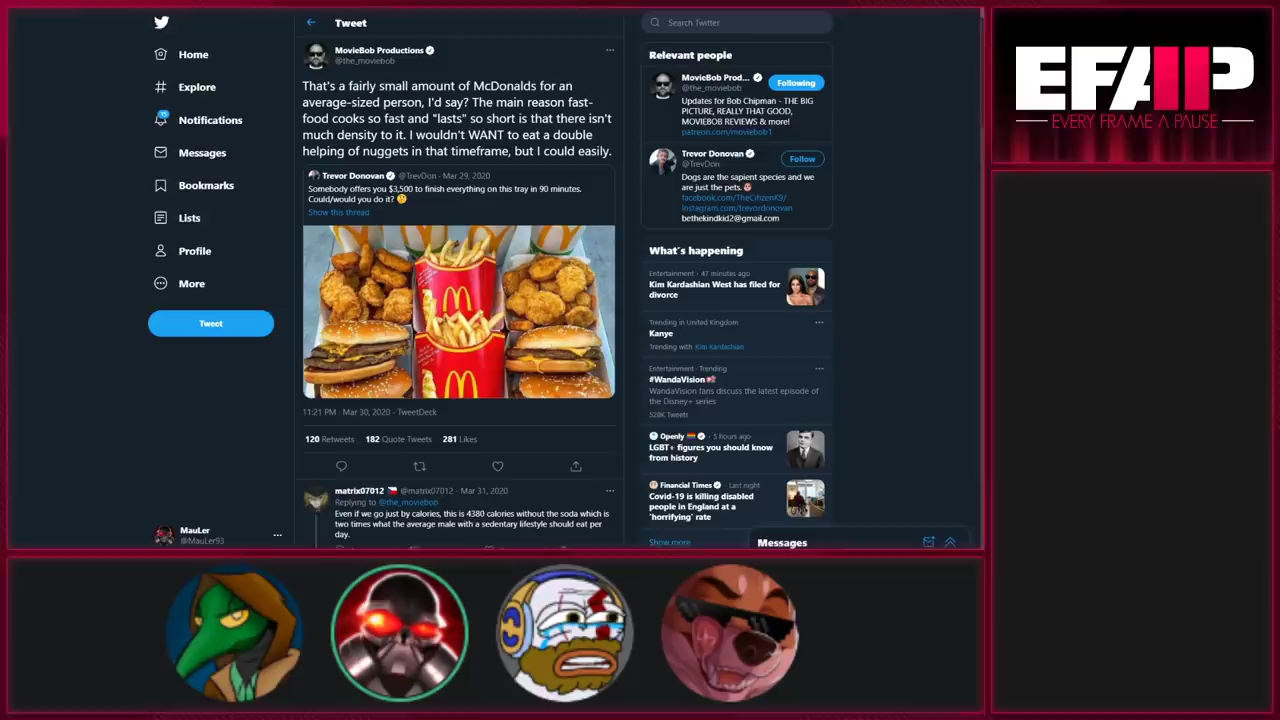 Home
Explore
15
Notifications
Messages
Bookmarks
Lists
Profile
More
Tweet
MauLer
@MauLer93
Tweet
MovieBob Productions
@the_moviebob
That's a fairly small amount of McDonalds for an
average-sized person, I'd say? The main reason fast-
food cooks so fast and "lasts" so short is that there isn't
much density to it. I wouldn't WANT to eat a double
helping of nuggets in that timeframe, but I could easily.
Trevor Donovan @TrevDon · Mar 29, 2020
Somebody offers you $3,500 to finish everything on this tray in 90 minutes.
Could/would you do it? 🤔
Show this thread
11:21 PM · Mar 30, 2020 · TweetDeck
120 Retweets 182 Quote Tweets 281 Likes
matrix07012 🇨🇿 @matrix07012 · Mar 31, 2020
Replying to @the_moviebob
Even if we go just by calories, this is 4380 calories without the soda which is
two times what the average male with a sedentary lifestyle should eat per
day.
Search Twitter
Relevant people
MovieBob Prod...
@the_moviebob
Following
Updates for Bob Chipman - THE BIG
PICTURE, REALLY THAT GOOD,
MOVIEBOB REVIEWS & more!
patreon.com/moviebob1
Trevor Donovan
@TrevDon
Follow
Dogs are the sapient species and we
are just the pets.
facebook.com/TheCitizenK9/
Instagram.com/trevordonovan
bethekindkid2@gmail.com
What's happening
Entertainment · 47 minutes ago
Kim Kardashian West has filed for
divorce
Trending in United Kingdom
Kanye
Trending with Kim Kardashian
Entertainment · Trending
#WandaVision
WandaVision fans discuss the latest episode of
the Disney+ series
528K Tweets
Openly · 5 hours ago
LGBT+ figures you should know
from history
Financial Times · Last night
Covid-19 is killing disabled
people in England at a
'horrifying' rate
Show more
Messages
EFAP
EVERY FRAME A PAUSE